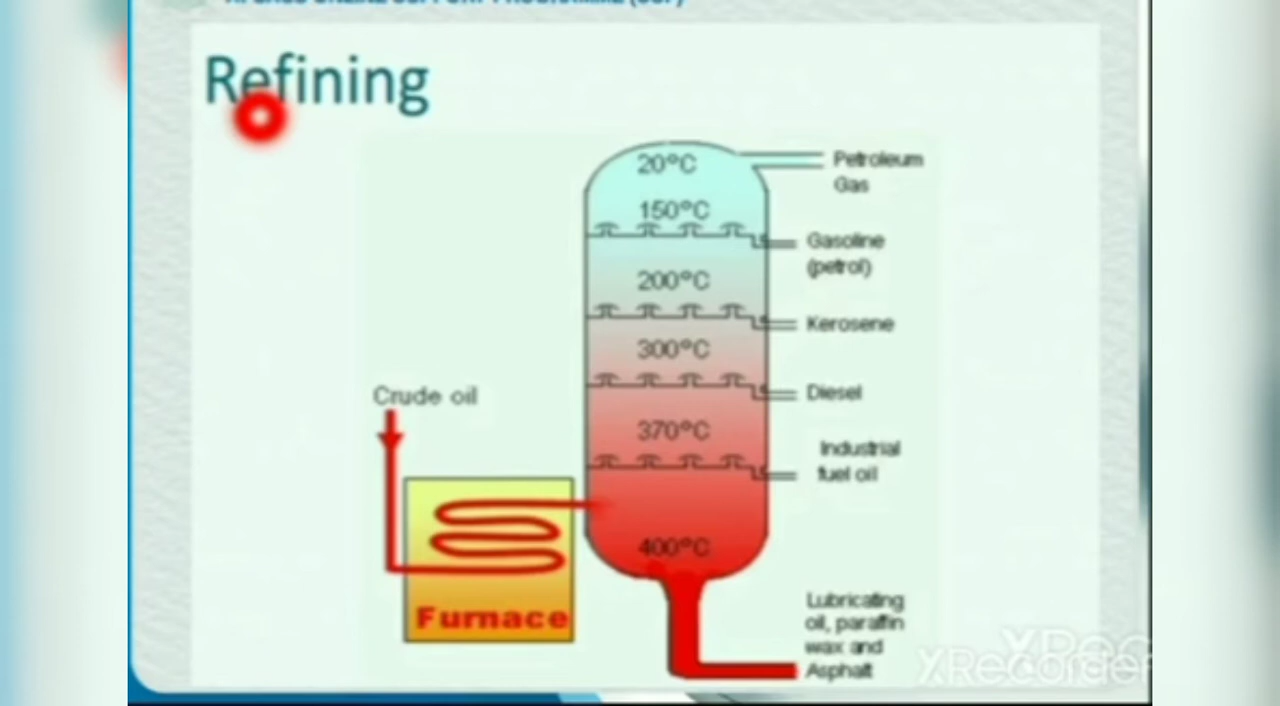 Refining
20°C
Petroleum
Gas
150°C
Gasoline
(petrol)
200°C
Kerosene
300°C
Diesel
Crude oil
370°C
Industrial
fuel oil
400°C
Furnace
Lubricating
oil, paraffin
wax and
Asphalt
XRecorder